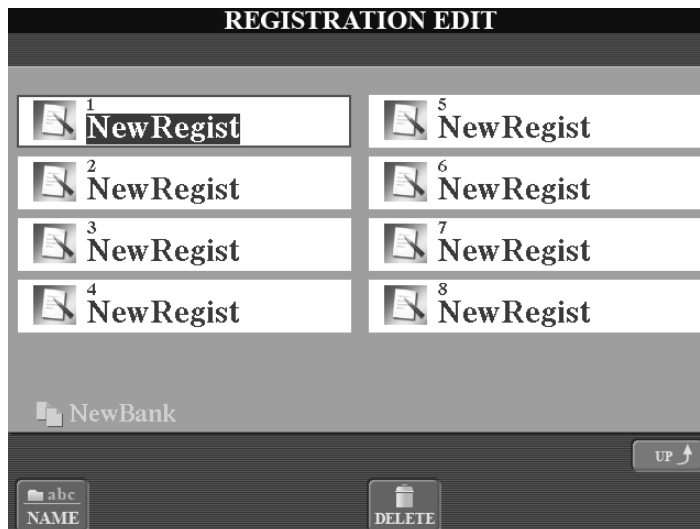 REGISTRATION EDIT
1
NewRegist
2
NewRegist
3
NewRegist
4
NewRegist
5
NewRegist
6
NewRegist
7
NewRegist
8
NewRegist
NewBank
UP
abc
NAME
DELETE